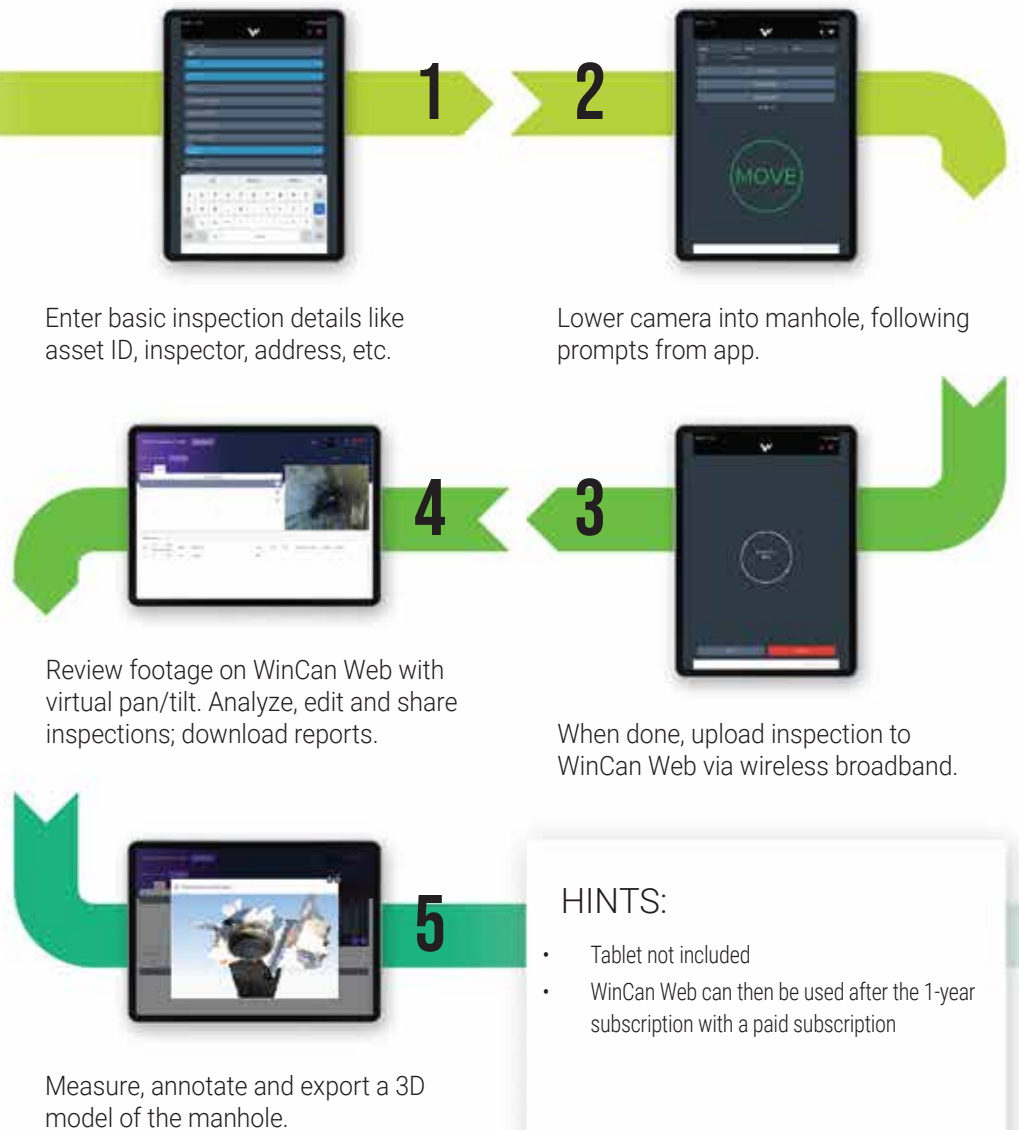 1
Enter basic inspection details like
asset ID, inspector, address, etc.
2
MOVE
Lower camera into manhole, following
prompts from app.
3
When done, upload inspection to
WinCan Web via wireless broadband.
4
Review footage on WinCan Web with
virtual pan/tilt. Analyze, edit and share
inspections; download reports.
5
Measure, annotate and export a 3D
model of the manhole.
HINTS:
• Tablet not included
• WinCan Web can then be used after the 1-year
subscription with a paid subscription